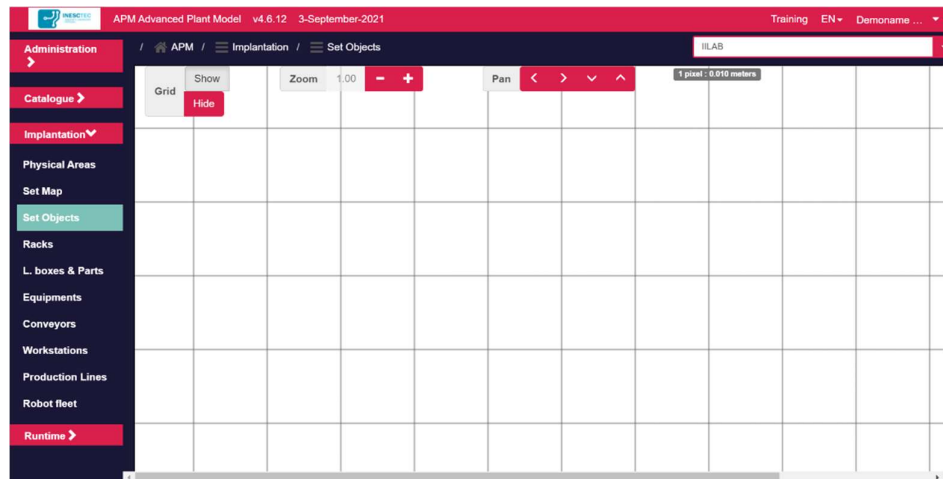 INESCTEC APM Advanced Plant Model v4.6.12 3-September-2021 Training EN Demoname ...
/ APM / Implantation / Set Objects IILAB
Administration
Catalogue
Implantation
Physical Areas
Set Map
Set Objects
Racks
L. boxes & Parts
Equipments
Conveyors
Workstations
Production Lines
Robot fleet
Runtime
Grid Show Hide
Zoom 1.00
Pan
1 pixel : 0.010 meters